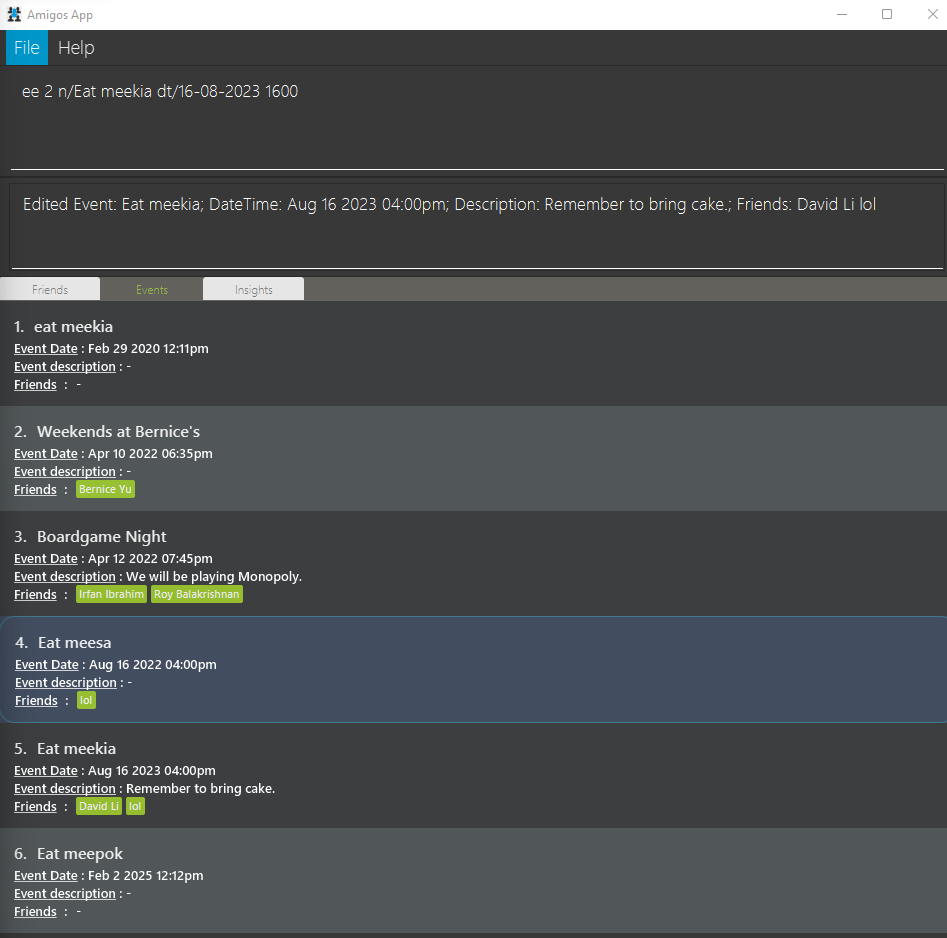 Amigos App
File Help
ee 2 n/Eat meekia dt/16-08-2023 1600
Edited Event: Eat meekia; DateTime: Aug 16 2023 04:00pm; Description: Remember to bring cake.; Friends: David Li lol
Friends Events Insights
1. eat meekia
Event Date : Feb 29 2020 12:11pm
Event description : -
Friends : -
2. Weekends at Bernice's
Event Date : Apr 10 2022 06:35pm
Event description : -
Friends : Bernice Yu
3. Boardgame Night
Event Date : Apr 12 2022 07:45pm
Event description : We will be playing Monopoly.
Friends : Irfan Ibrahim Roy Balakrishnan
4. Eat meesa
Event Date : Aug 16 2022 04:00pm
Event description : -
Friends : lol
5. Eat meekia
Event Date : Aug 16 2023 04:00pm
Event description : Remember to bring cake.
Friends : David Li lol
6. Eat meepok
Event Date : Feb 2 2025 12:12pm
Event description : -
Friends : -